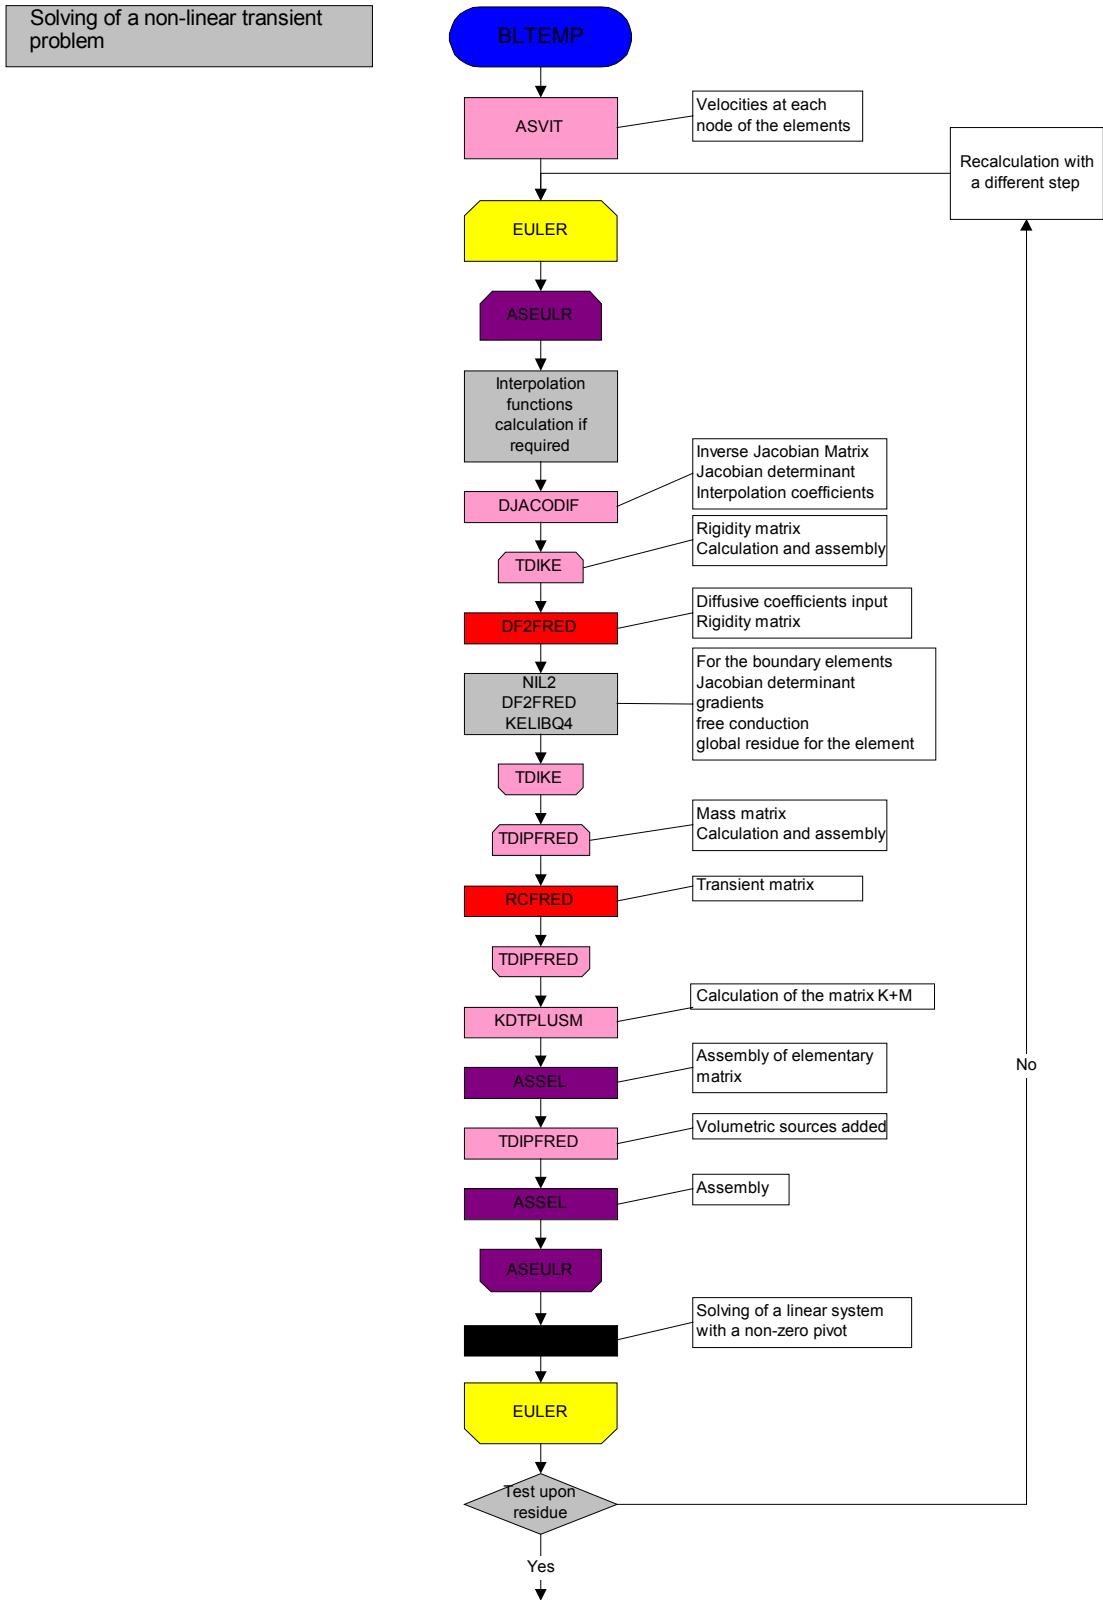 Solving of a non-linear transient
problem
BLTEMP
ASVIT
Velocities at each
node of the elements
Recalculation with
a different step
EULER
ASEULR
Interpolation
functions
calculation if
required
Inverse Jacobian Matrix
Jacobian determinant
Interpolation coefficients
DJACODIF
Rigidity matrix
Calculation and assembly
TDIKE
Diffusive coefficients input
Rigidity matrix
DF2FRED
For the boundary elements
Jacobian determinant
gradients
free conduction
global residue for the element
NIL2
DF2FRED
KELIBQ4
TDIKE
Mass matrix
Calculation and assembly
TDIPFRED
Transient matrix
RCFRED
TDIPFRED
Calculation of the matrix K+M
KDTPLUSM
Assembly of elementary
matrix
ASSEL
No
Volumetric sources added
TDIPFRED
Assembly
ASSEL
ASEULR
Solving of a linear system
with a non-zero pivot
EULER
Test upon
residue
Yes